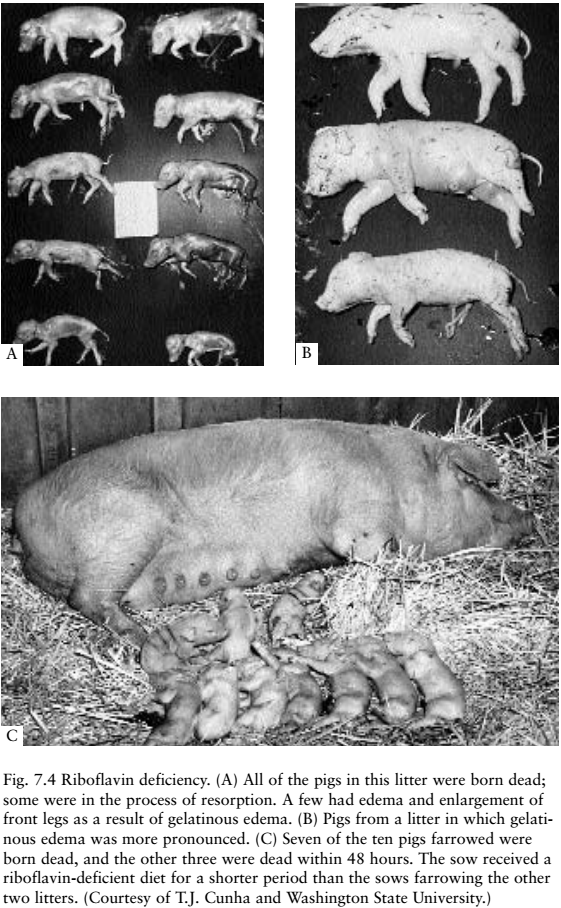 A
B
C
Fig. 7.4 Riboflavin deficiency. (A) All of the pigs in this litter were born dead;
some were in the process of resorption. A few had edema and enlargement of
front legs as a result of gelatinous edema. (B) Pigs from a litter in which gelati-
nous edema was more pronounced. (C) Seven of the ten pigs farrowed were
born dead, and the other three were dead within 48 hours. The sow received a
riboflavin-deficient diet for a shorter period than the sows farrowing the other
two litters. (Courtesy of T.J. Cunha and Washington State University.)